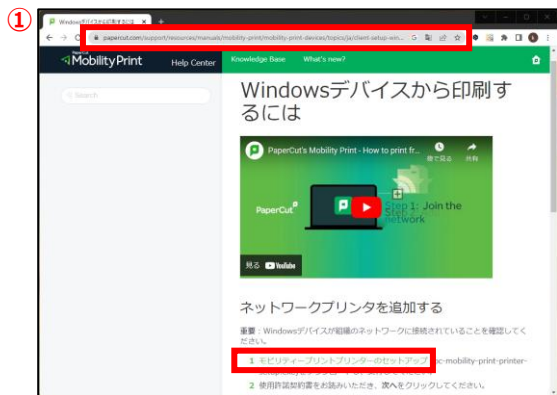 ①
Windowsデバイスから印刷するには
papercut.com/support/resources/manuals/mobility-print/mobility-print-devices/topics/ja/client-setup-win...
PaperCut
MobilityPrint
Help Center
Knowledge Base
What's new?
Search
Windowsデバイスから印刷す
るには
PaperCut's Mobility Print - How to print fr...
後で見る
共有
PaperCut
Step 1: Join the
network
見る YouTube
ネットワークプリンタを追加する
重要：Windowsデバイスが組織のネットワークに接続されていることを確認してく
ださい。
1 モビリティープリントプリンターのセットアップ
-mobility-print-printer-
2 使用許諾契約書をお読みいただき、次へをクリックしてください。